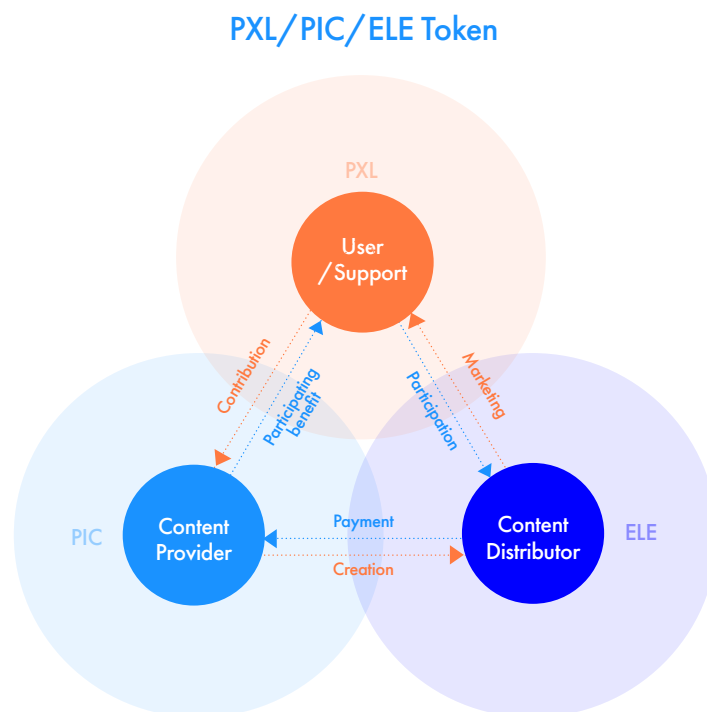 PXL/PIC/ELE Token
PXL
User
/Support
Contribution
Participating
benefit
Participation
Marketing
PIC
Content
Provider
Payment
Creation
Content
Distributor
ELE